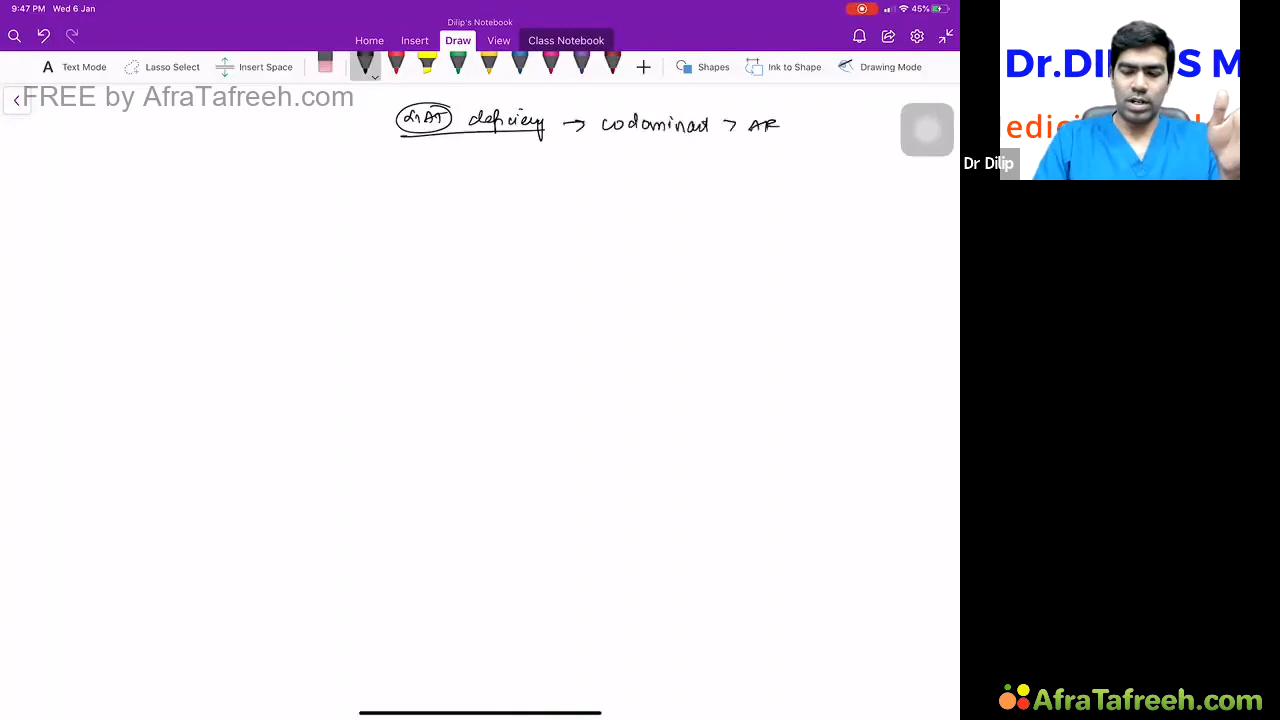 9:47 PM Wed 6 Jan
45%
Dilip's Notebook
Home Insert Draw View Class Notebook
Text Mode Lasso Select Insert Space Shapes Ink to Shape Drawing Mode
FREE by AfraTafreeh.com
α1AT deficiency → codominant > AR
Dr.DI S M
edici
Dr Dilip
AfraTafreeh.com